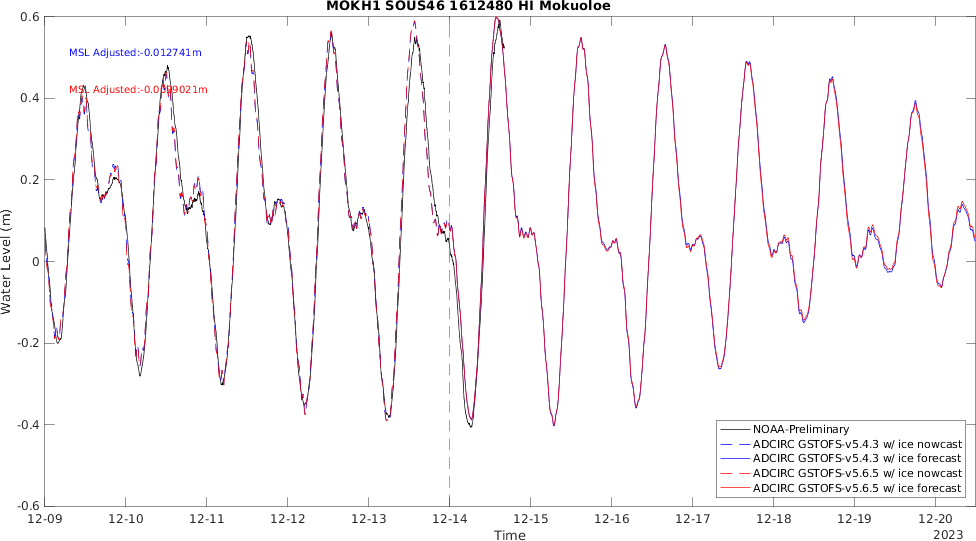 MOKH1 SOUS46 1612480 HI Mokuoloe
0.6
MSL Adjusted:-0.012741m
MSL Adjusted:-0.0099021m
0.4
0.2
0
-0.2
-0.4
-0.6
Water Level (m)
NOAA-Preliminary
ADCIRC GSTOFS-v5.4.3 w/ ice nowcast
ADCIRC GSTOFS-v5.4.3 w/ ice forecast
ADCIRC GSTOFS-v5.6.5 w/ ice nowcast
ADCIRC GSTOFS-v5.6.5 w/ ice forecast
12-09 12-10 12-11 12-12 12-13 12-14 12-15 12-16 12-17 12-18 12-19 12-20
Time
2023